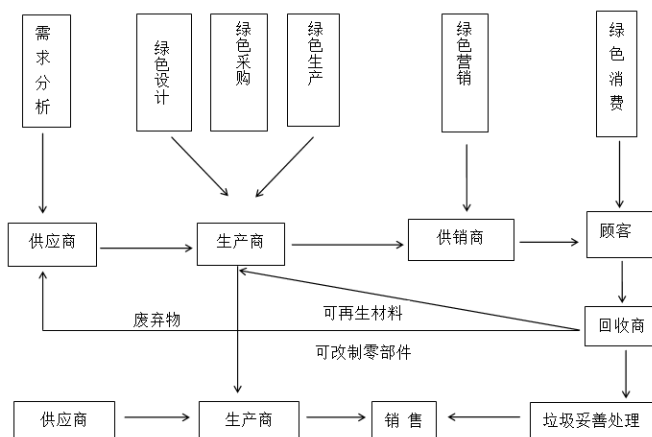 需求分析
绿色设计
绿色采购
绿色生产
绿色营销
绿色消费
供应商
生产商
供销商
顾客
可再生材料
废弃物
回收商
可改制零部件
供应商
生产商
销 售
垃圾妥善处理